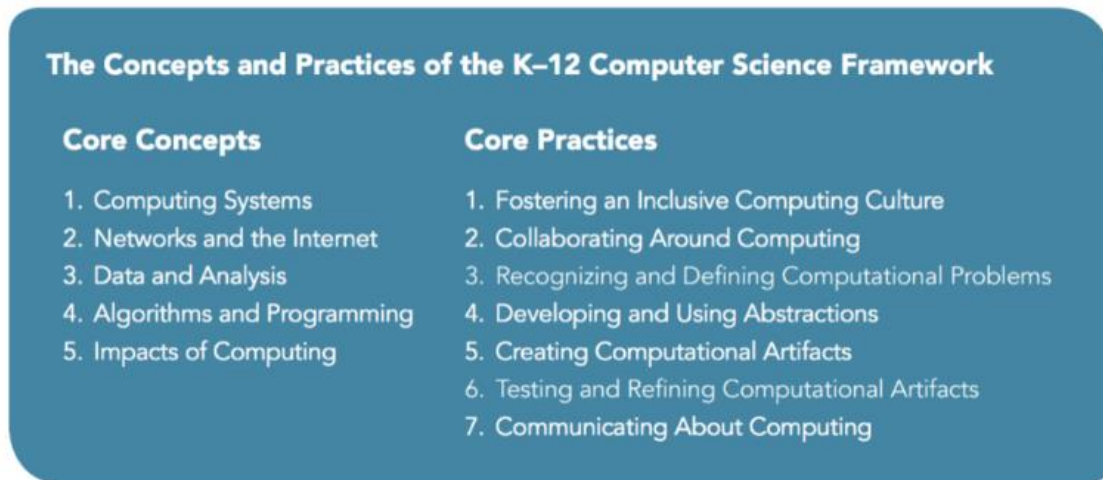 The Concepts and Practices of the K–12 Computer Science Framework
Core Concepts
1. Computing Systems
2. Networks and the Internet
3. Data and Analysis
4. Algorithms and Programming
5. Impacts of Computing
Core Practices
1. Fostering an Inclusive Computing Culture
2. Collaborating Around Computing
3. Recognizing and Defining Computational Problems
4. Developing and Using Abstractions
5. Creating Computational Artifacts
6. Testing and Refining Computational Artifacts
7. Communicating About Computing